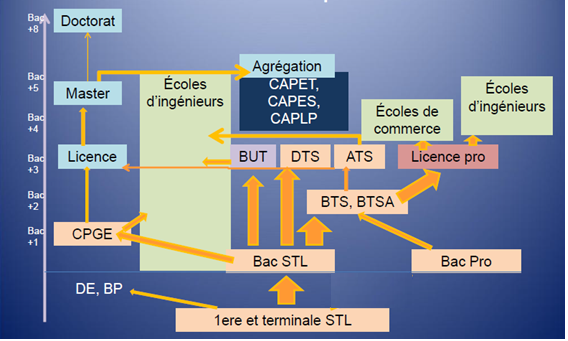 Bac
+8
Doctorat
Bac
+5
Master
Écoles
d'ingénieurs
Agrégation
CAPET,
CAPES,
CAPLP
Écoles
d'ingénieurs
Bac
+4
Écoles de
commerce
Bac
+3
Licence
BUT
DTS
ATS
Licence pro
Bac
+2
BTS, BTSA
Bac
+1
CPGE
Bac STL
Bac Pro
DE, BP
1ere et terminale STL